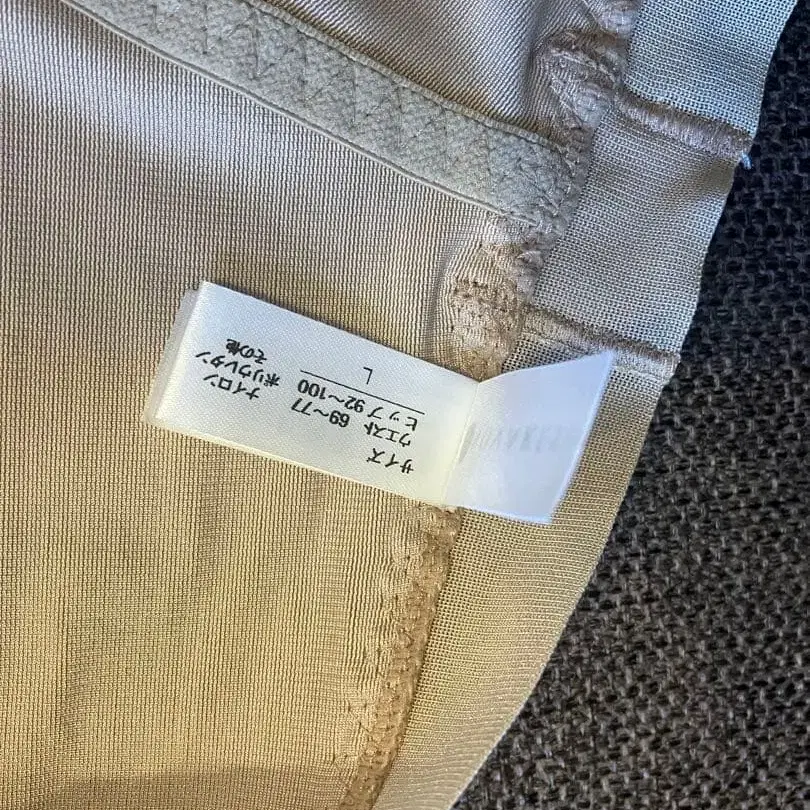 サイズ
ウエスト 69~77
ヒップ 92~100
L
ナイロン
ポリウレタン
その他